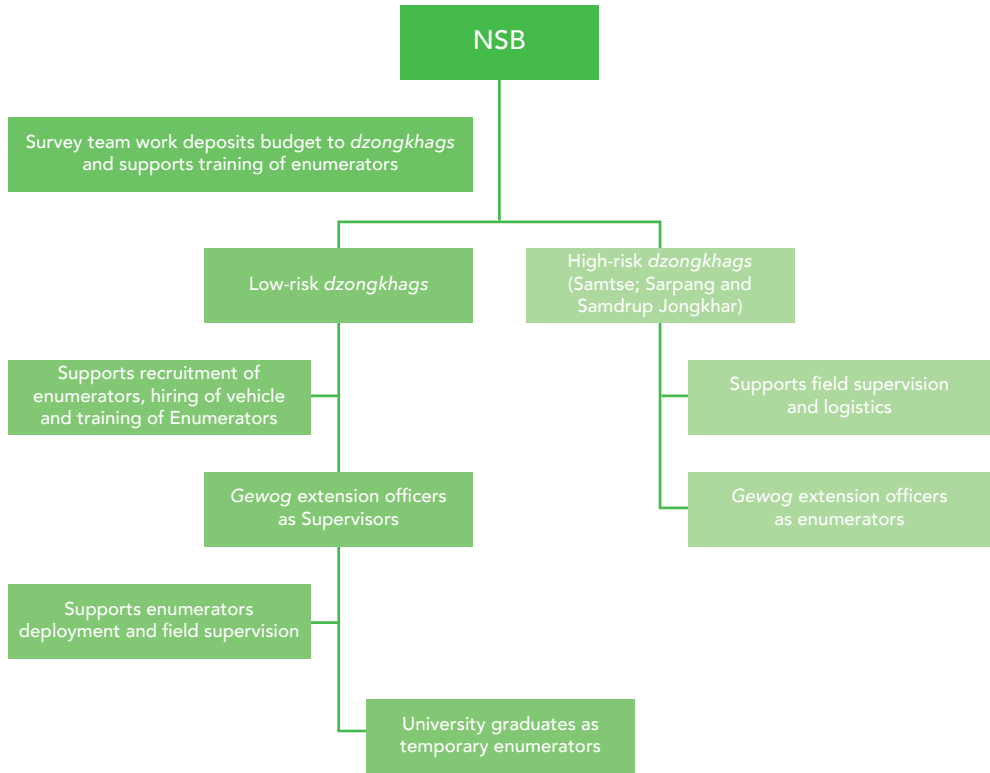 NSB
Survey team work deposits budget to dzongkhags
and supports training of enumerators
Low-risk dzongkhags
High-risk dzongkhags
(Samtse; Sarpang and
Samdrup Jongkhar)
Supports recruitment of
enumerators, hiring of vehicle
and training of Enumerators
Supports field supervision
and logistics
Gewog extension officers
as Supervisors
Gewog extension officers
as enumerators
Supports enumerators
deployment and field supervision
University graduates as
temporary enumerators